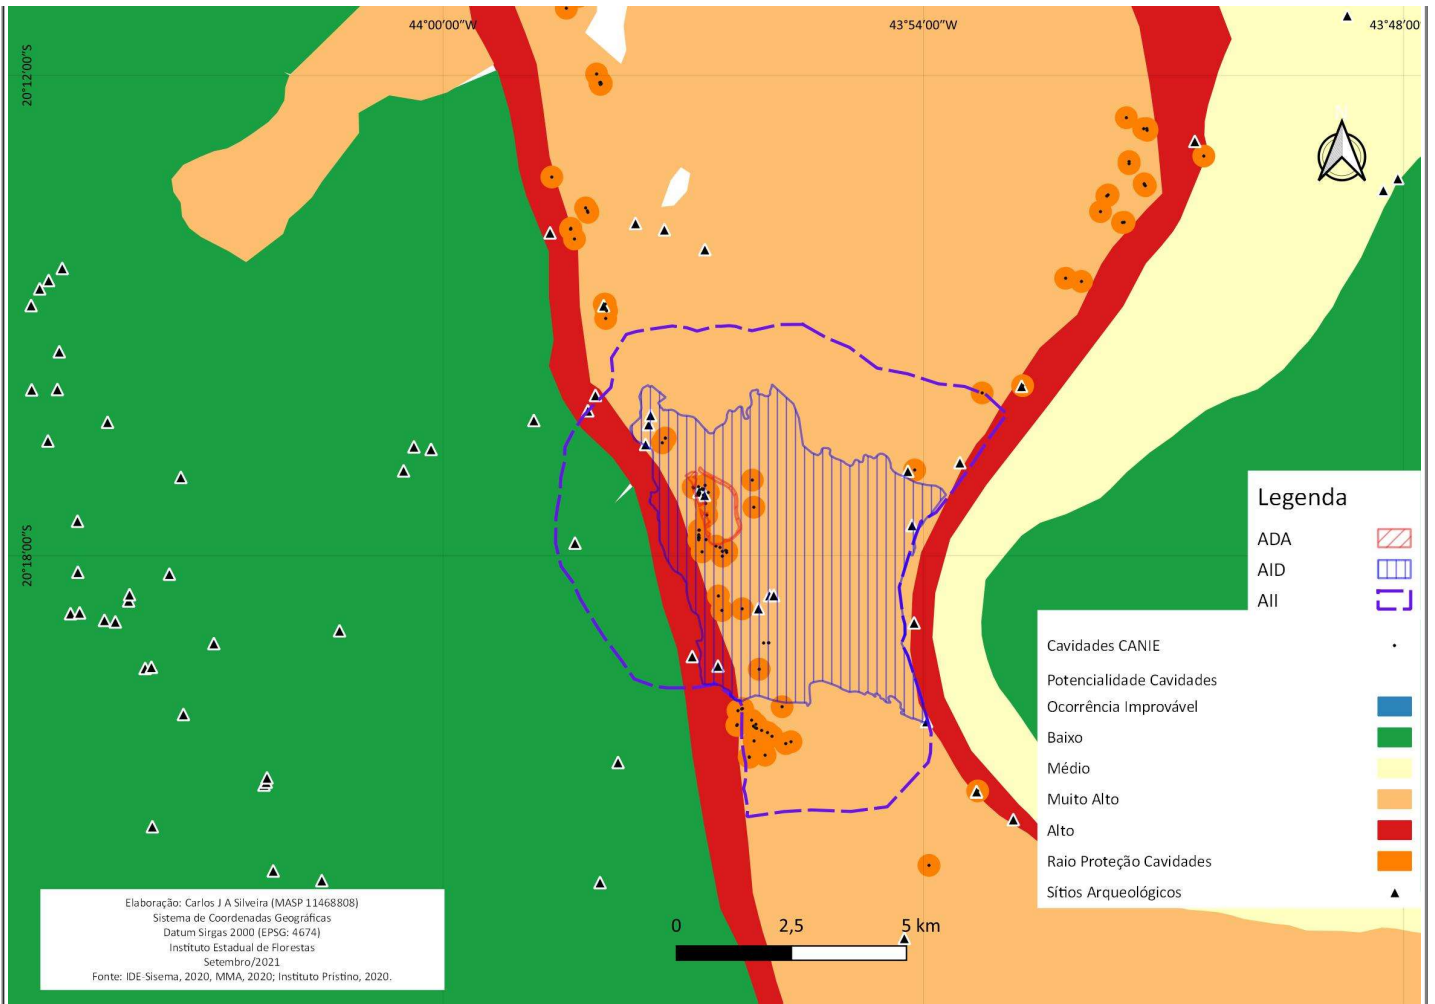 44°00'00"W
43°54'00"W
43°48'00
20°12'00"S
20°18'00"S
Legenda
ADA
AID
AII
Cavidades CANIE
Potencialidade Cavidades
Ocorrência Improvável
Baixo
Médio
Muito Alto
Alto
Raio Proteção Cavidades
Sítios Arqueológicos
Elaboração: Carlos J A Silveira (MASP 11468808)
Sistema de Coordenadas Geográficas
Datum Sirgas 2000 (EPSG: 4674)
Instituto Estadual de Florestas
Setembro/2021
Fonte: IDE-Sisema, 2020, MMA, 2020; Instituto Pristino, 2020.
0 2,5 5 km